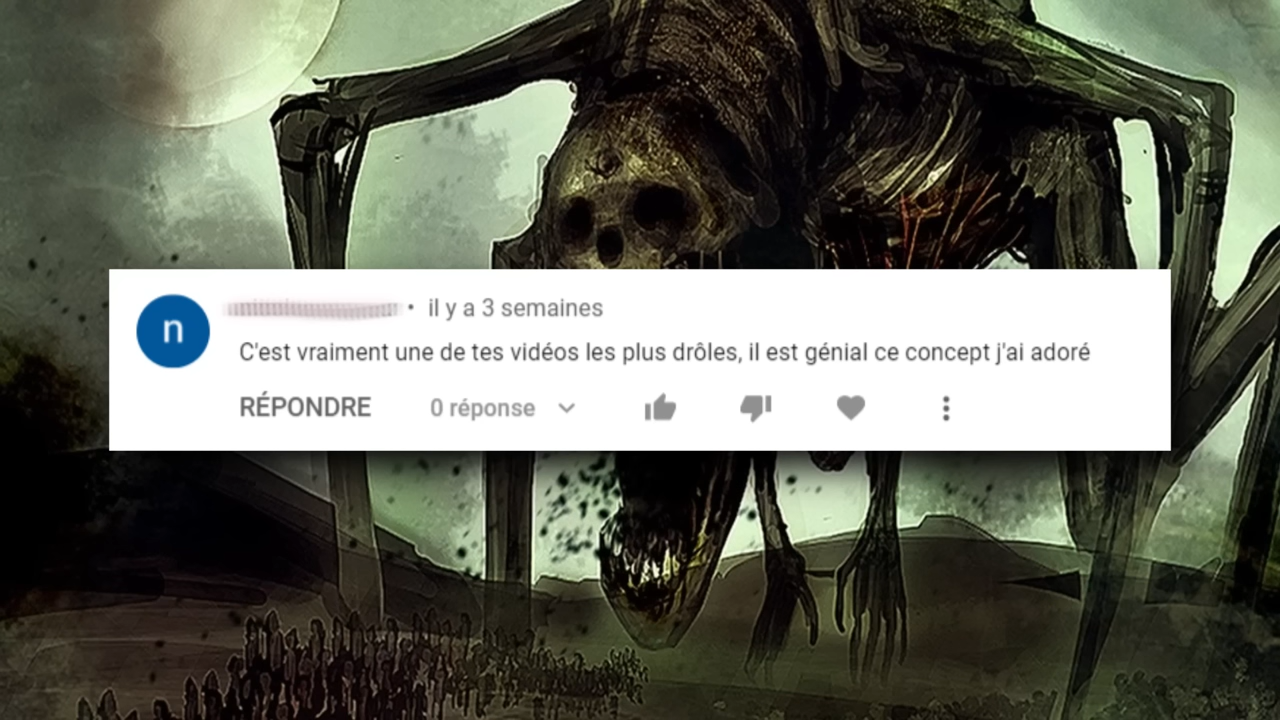 n
• il y a 3 semaines
C'est vraiment une de tes vidéos les plus drôles, il est génial ce concept j'ai adoré
RÉPONDRE 0 réponse